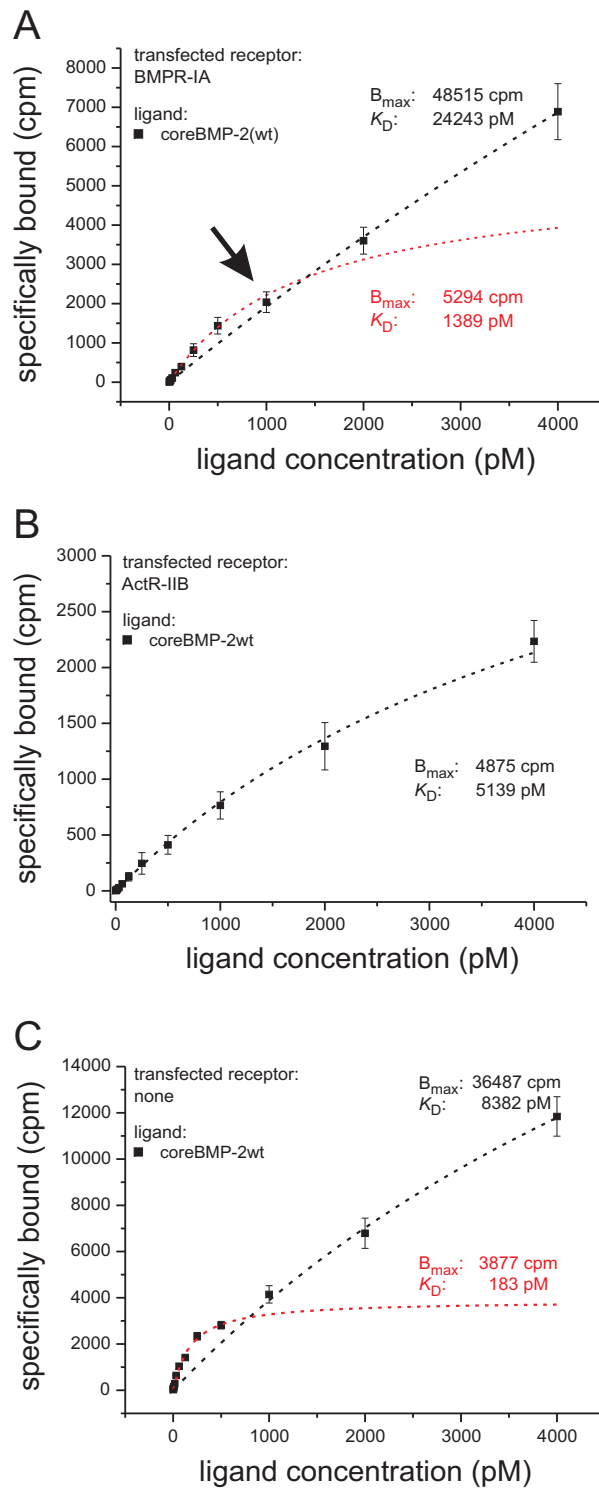 A
transfected receptor:
BMPR-IA
ligand:
coreBMP-2(wt)
Bmax: 48515 cpm
KD: 24243 pM
Bmax: 5294 cpm
KD: 1389 pM
specifically bound (cpm)
8000
7000
6000
5000
4000
3000
2000
1000
0
0 1000 2000 3000 4000
ligand concentration (pM)
B
transfected receptor:
ActR-IIB
ligand:
coreBMP-2wt
Bmax: 4875 cpm
KD: 5139 pM
specifically bound (cpm)
3000
2500
2250
1750
1500
1250
1000
500
0
0 1000 2000 3000 4000
ligand concentration (pM)
C
transfected receptor:
none
ligand:
coreBMP-2wt
Bmax: 36487 cpm
KD: 8382 pM
Bmax: 3877 cpm
KD: 183 pM
specifically bound (cpm)
14000
12000
10000
8000
6000
4000
2000
0
0 1000 2000 3000 4000
ligand concentration (pM)